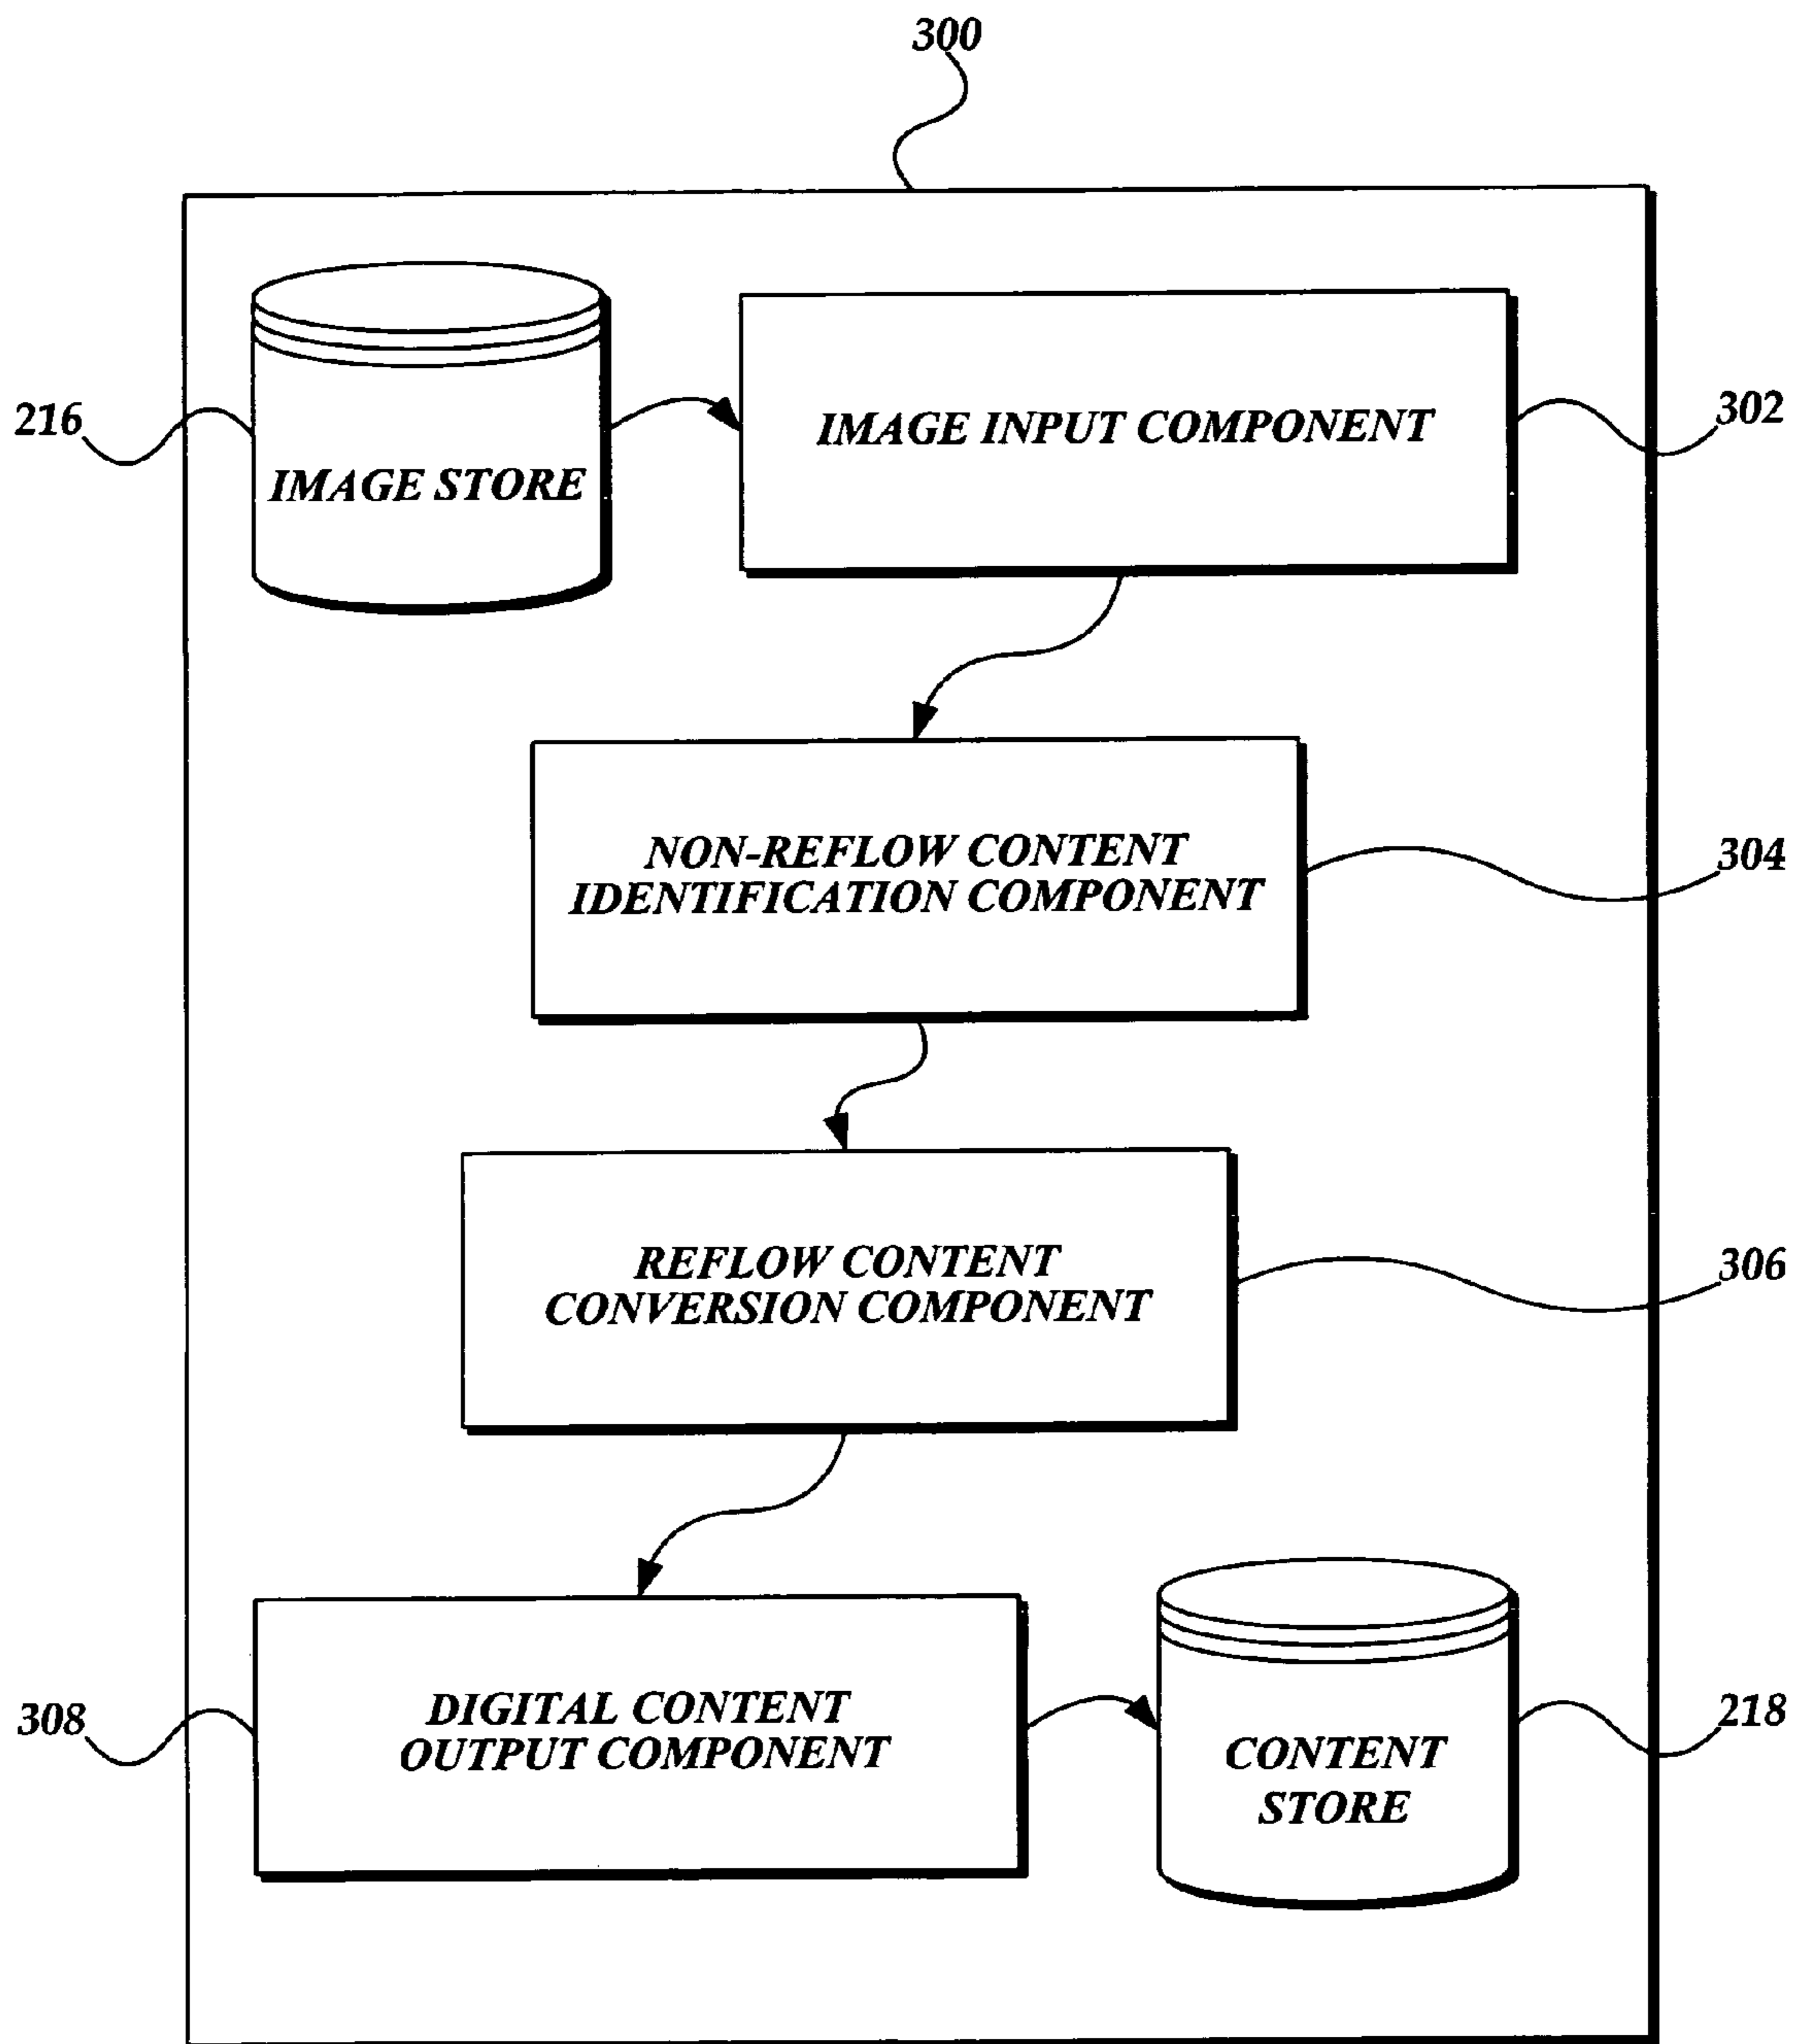 300
216
IMAGE STORE
IMAGE INPUT COMPONENT
302
NON-REFLOW CONTENT
IDENTIFICATION COMPONENT
304
REFLOW CONTENT
CONVERSION COMPONENT
306
308
DIGITAL CONTENT
OUTPUT COMPONENT
CONTENT
STORE
218